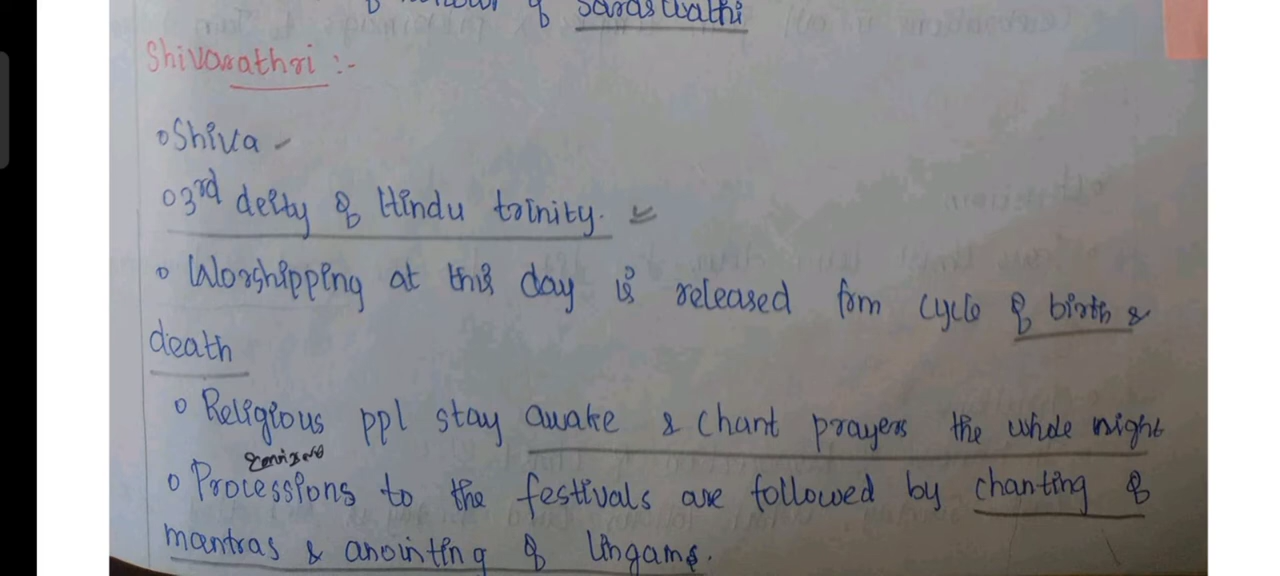 of Saraswathi
Shivarathri :-
Shiva
3rd deity of Hindu trinity.
Worshipping at this day is released form cycle of birth &
death
Religious ppl stay awake & chant prayers the whole night
Processions to the festivals are followed by chanting of
mantras & anointing of lingams.